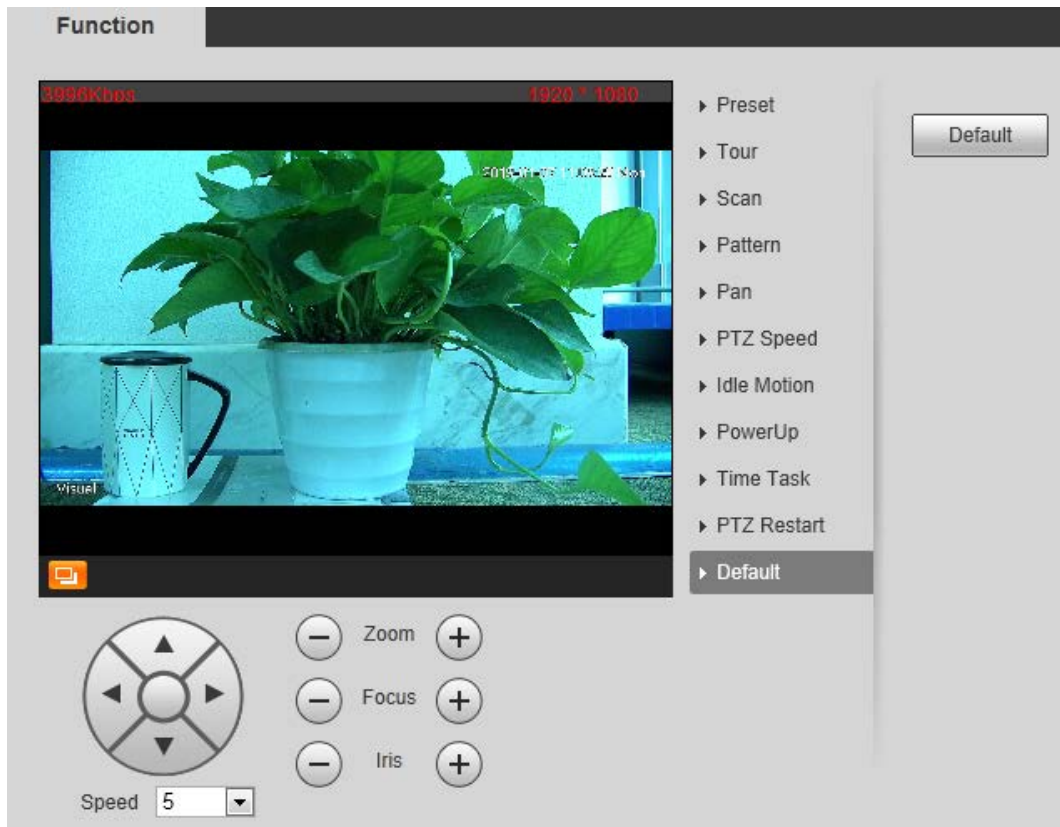 Function
3996Kbps 1920 * 1080
Visuel
Preset
Tour
Scan
Pattern
Pan
PTZ Speed
Idle Motion
PowerUp
Time Task
PTZ Restart
Default
Default
Zoom
Focus
Iris
Speed 5